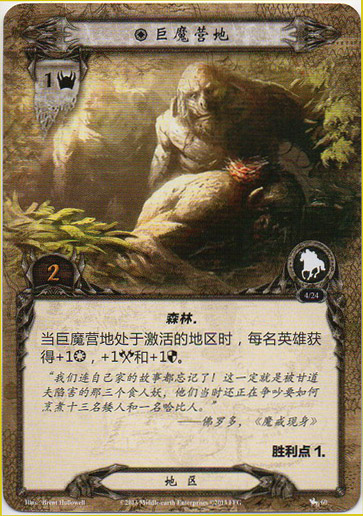 巨魔营地
1
2
4/24
森林.
当巨魔营地处于激活的地区时，每名英雄获
得+1，+1和+1。
“我们连自己家的故事都忘记了！这一定就是被甘道
夫陷害的那三个食人妖，他们当时还正在争吵要如何
烹煮十三名矮人和一名哈比人。”
——佛罗多，《魔戒现身》
胜利点 1.
地 区
Illus. Brent Hollowell
©2013 Middle-earth Enterprises ©2013 FFG
60